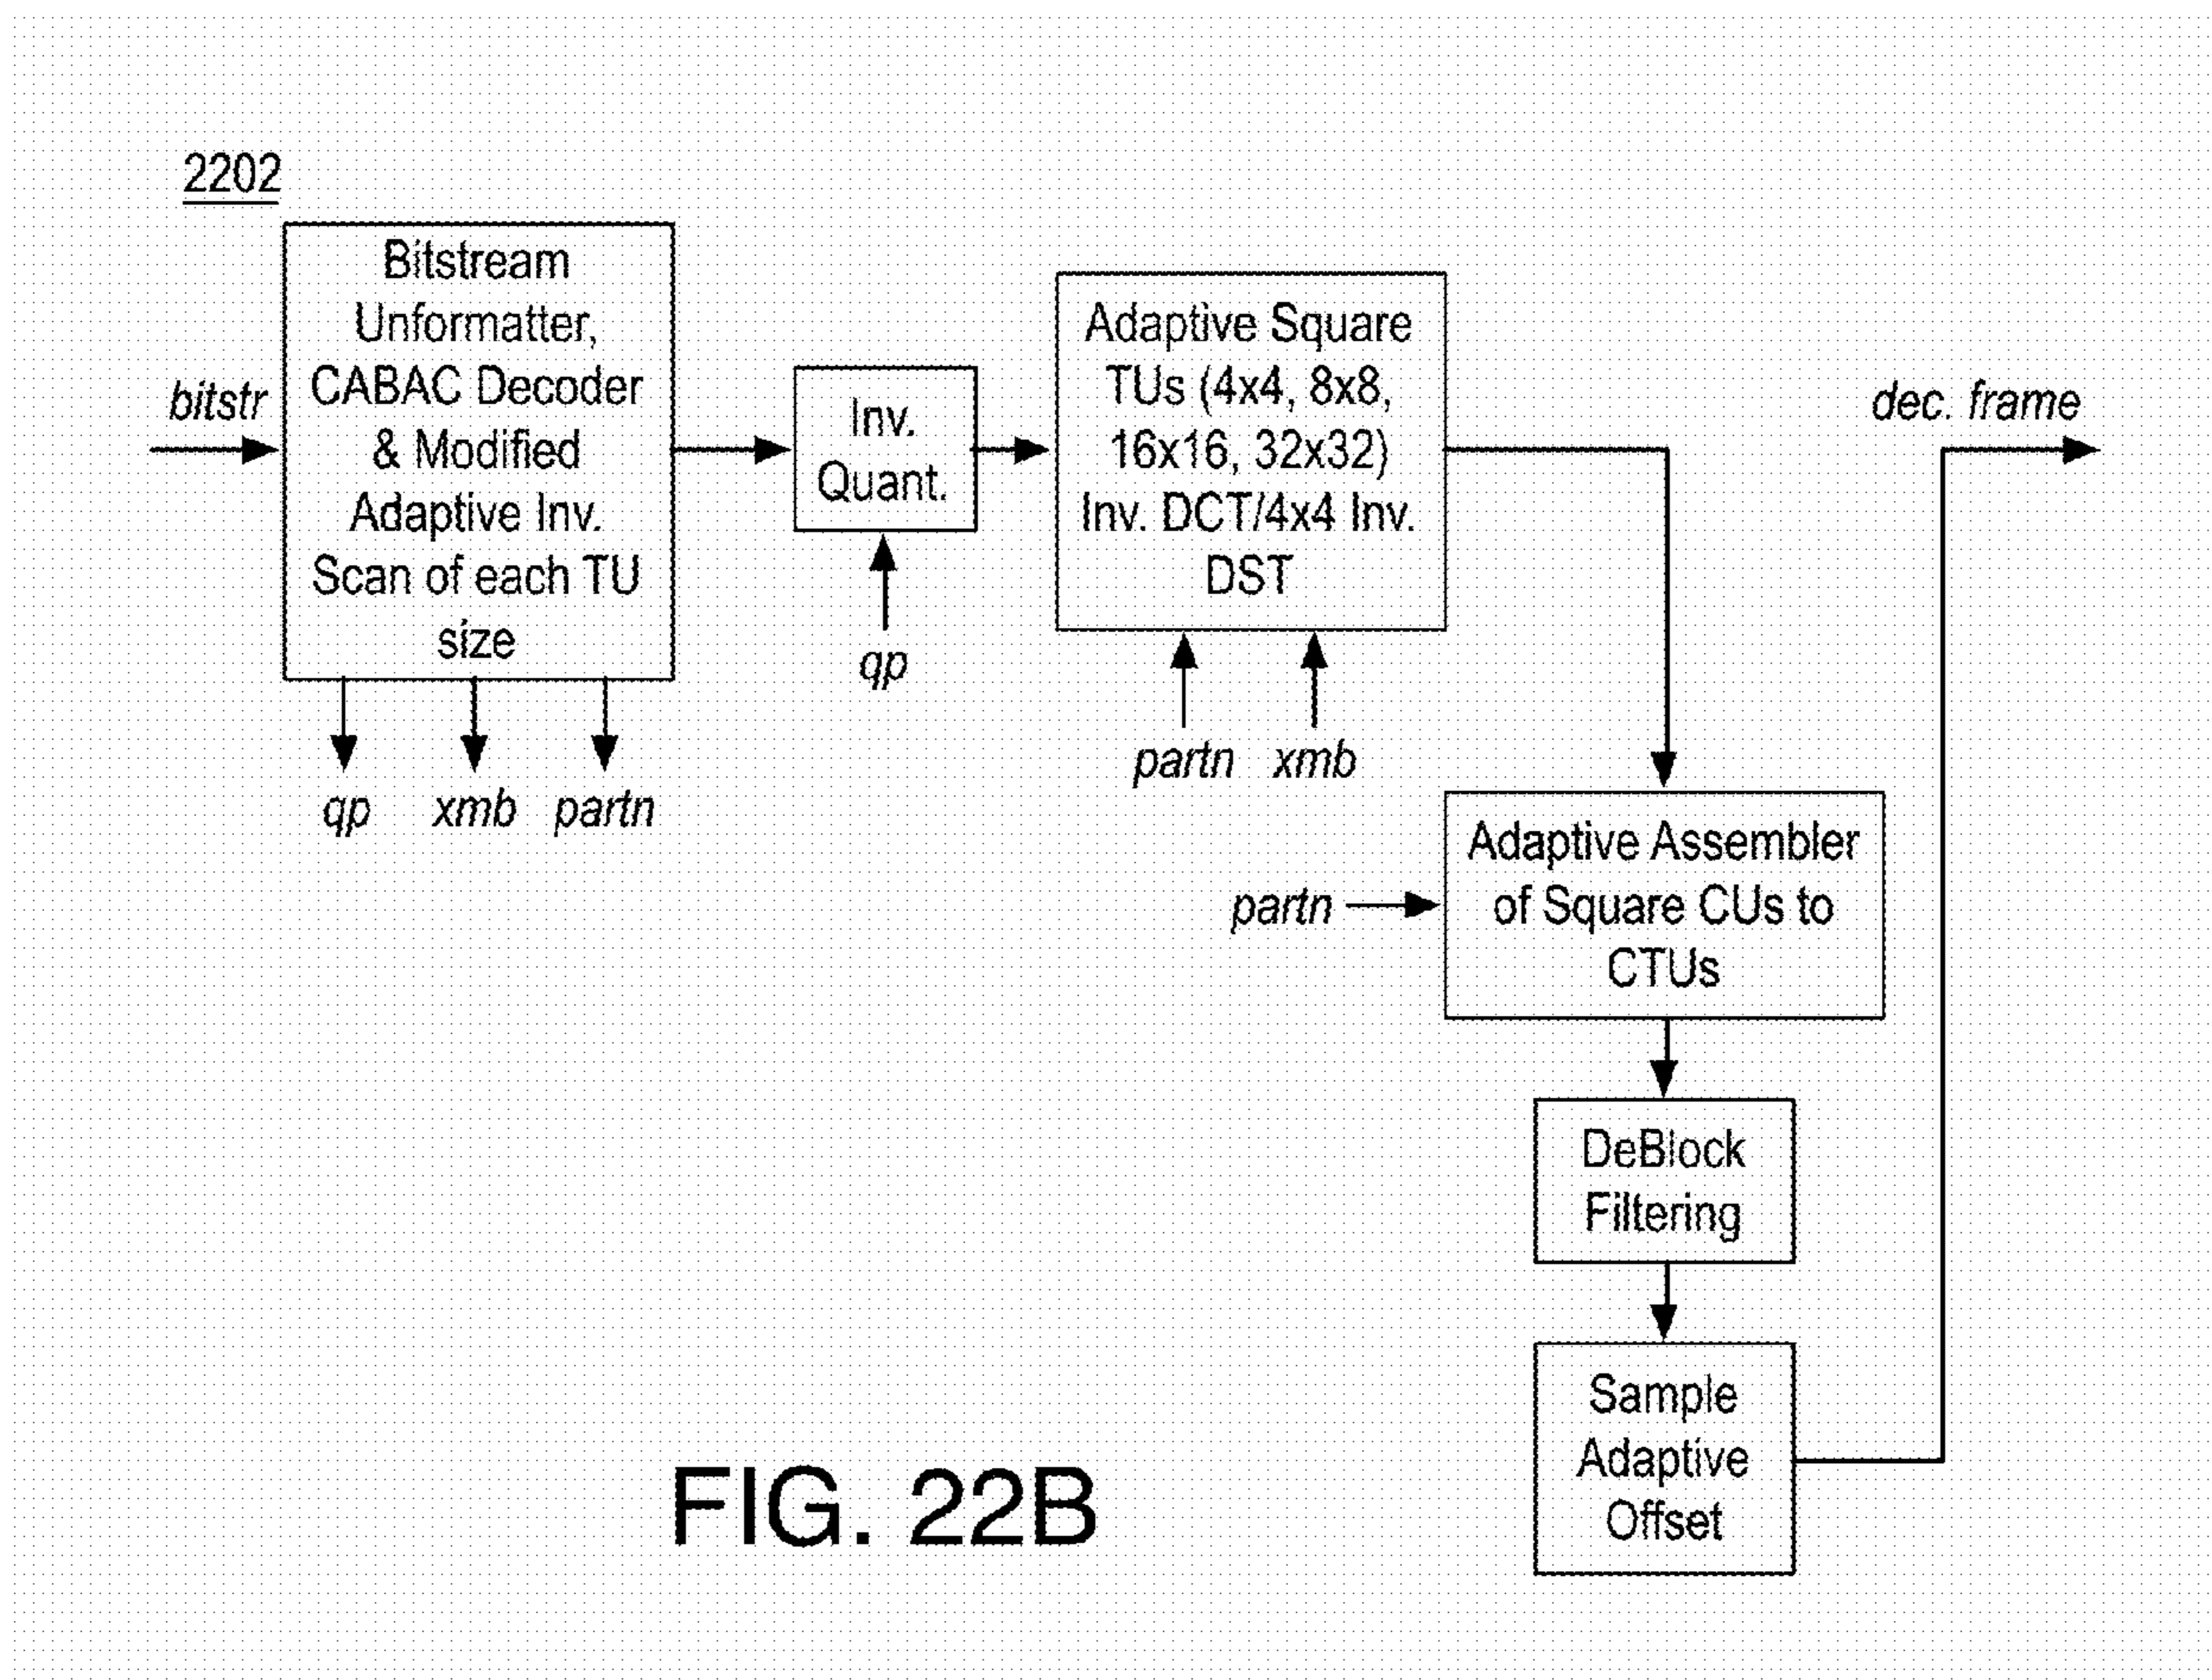 2202
bitstr
Bitstream
Unformatter,
CABAC Decoder
& Modified
Adaptive Inv.
Scan of each TU
size
qp
xmb
partn
Inv.
Quant.
qp
Adaptive Square
TUs (4x4, 8x8,
16x16, 32x32)
Inv. DCT/4x4 Inv.
DST
partn
xmb
dec. frame
partn
Adaptive Assembler
of Square CUs to
CTUs
DeBlock
Filtering
Sample
Adaptive
Offset
FIG. 22B